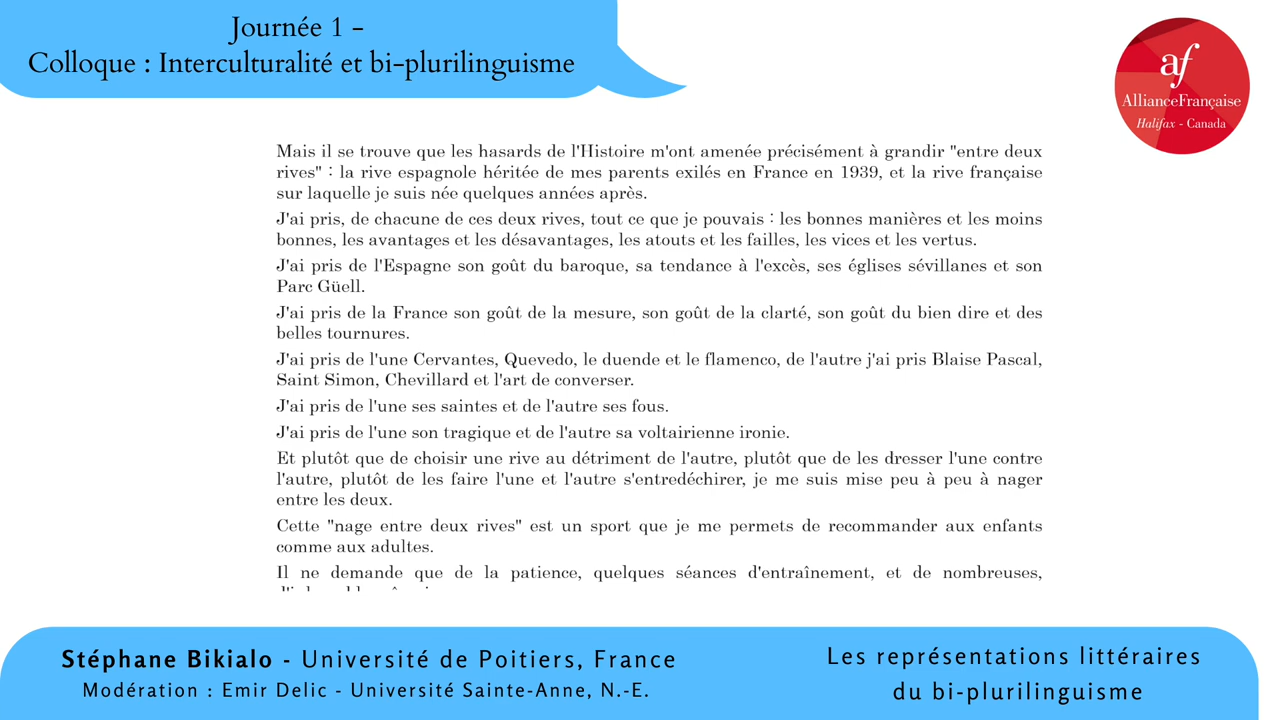 Journée 1 -
Colloque : Interculturalité et bi-plurilinguisme
af
AllianceFrançaise
Halifax - Canada
Mais il se trouve que les hasards de l'Histoire m'ont amenée précisément à grandir "entre deux
rives" : la rive espagnole héritée de mes parents exilés en France en 1939, et la rive française
sur laquelle je suis née quelques années après.
J'ai pris, de chacune de ces deux rives, tout ce que je pouvais : les bonnes manières et les moins
bonnes, les avantages et les désavantages, les atouts et les failles, les vices et les vertus.
J'ai pris de l'Espagne son goût du baroque, sa tendance à l'excès, ses églises sévillanes et son
Parc Güell.
J'ai pris de la France son goût de la mesure, son goût de la clarté, son goût du bien dire et des
belles tournures.
J'ai pris de l'une Cervantes, Quevedo, le duende et le flamenco, de l'autre j'ai pris Blaise Pascal,
Saint Simon, Chevillard et l'art de converser.
J'ai pris de l'une ses saintes et de l'autre ses fous.
J'ai pris de l'une son tragique et de l'autre sa voltairienne ironie.
Et plutôt que de choisir une rive au détriment de l'autre, plutôt que de les dresser l'une contre
l'autre, plutôt de les faire l'une et l'autre s'entredéchirer, je me suis mise peu à peu à nager
entre les deux.
Cette "nage entre deux rives" est un sport que je me permets de recommander aux enfants
comme aux adultes.
Il ne demande que de la patience, quelques séances d'entraînement, et de nombreuses,
Stéphane Bikialo - Université de Poitiers, France
Modération : Emir Delic - Université Sainte-Anne, N.-E.
Les représentations littéraires
du bi-plurilinguisme